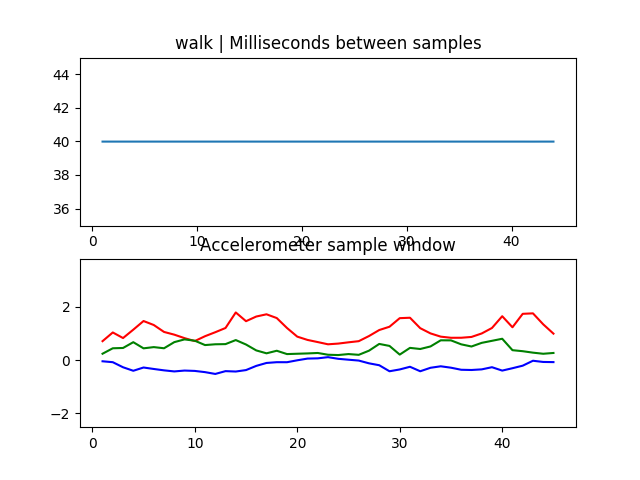 walk | Milliseconds between samples
44
42
40
38
36
0 10 20 30 40
Accelerometer sample window
2
0
−2
0 10 20 30 40